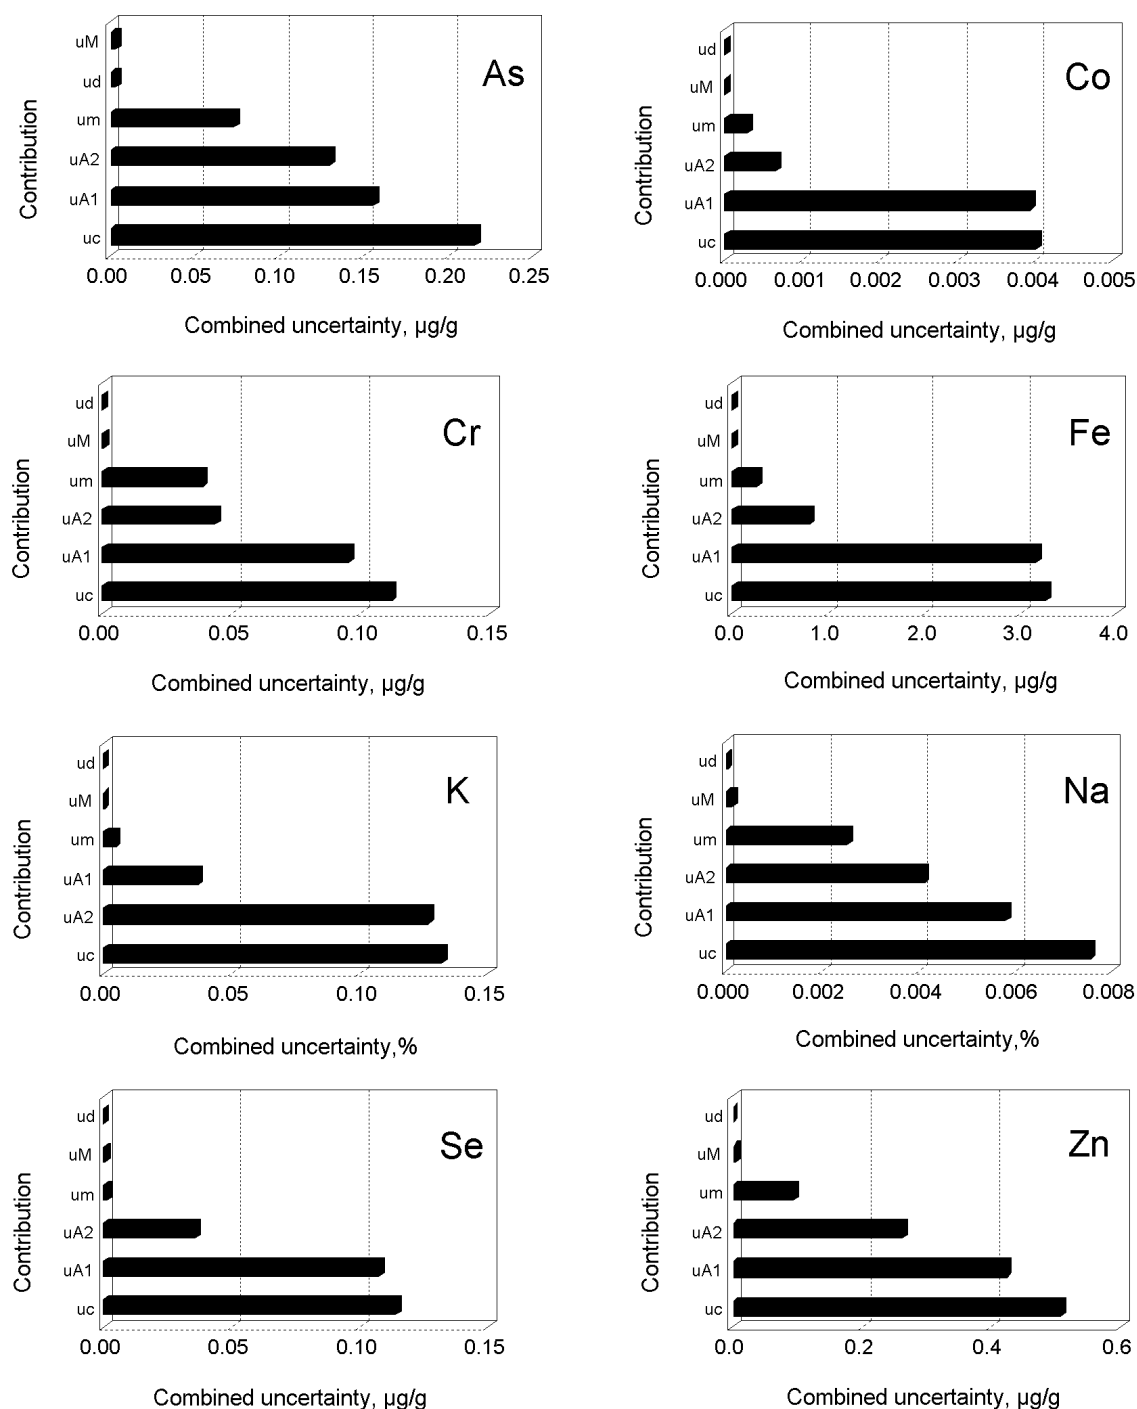 As
Contribution
uM
ud
um
uA2
uA1
uc
0.00 0.05 0.10 0.15 0.20 0.25
Combined uncertainty, µg/g
Co
Contribution
ud
uM
um
uA2
uA1
uc
0.000 0.001 0.002 0.003 0.004 0.005
Combined uncertainty, µg/g
Cr
Contribution
ud
uM
um
uA2
uA1
uc
0.00 0.05 0.10 0.15
Combined uncertainty, µg/g
Fe
Contribution
ud
uM
um
uA2
uA1
uc
0.0 1.0 2.0 3.0 4.0
Combined uncertainty, µg/g
K
Contribution
ud
uM
um
uA1
uA2
uc
0.00 0.05 0.10 0.15
Combined uncertainty,%
Na
Contribution
ud
uM
um
uA2
uA1
uc
0.000 0.002 0.004 0.006 0.008
Combined uncertainty,%
Se
Contribution
ud
uM
um
uA2
uA1
uc
0.00 0.05 0.10 0.15
Combined uncertainty, µg/g
Zn
Contribution
ud
uM
um
uA2
uA1
uc
0.0 0.2 0.4 0.6
Combined uncertainty, µg/g